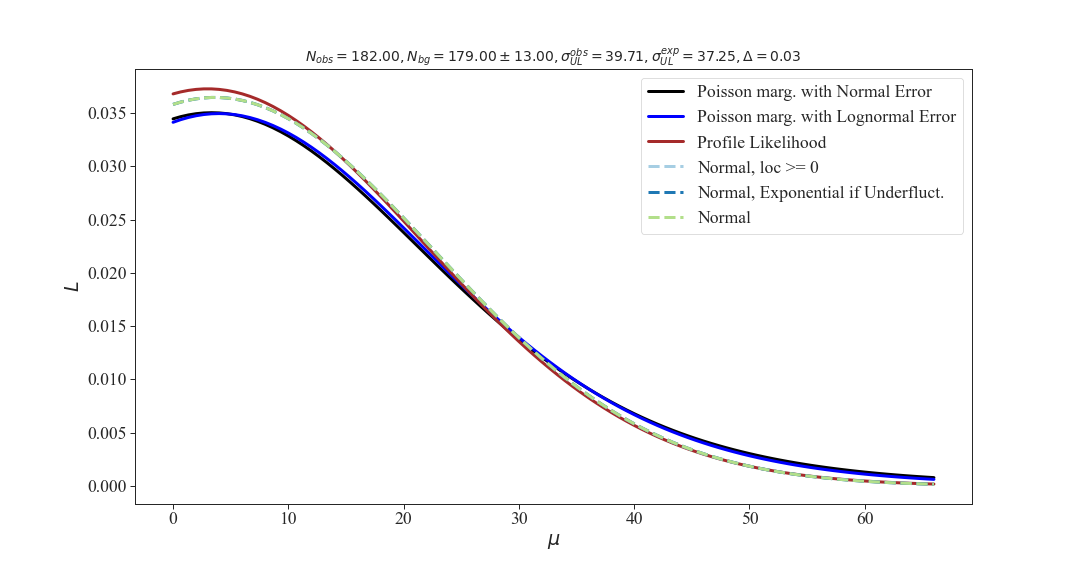 N_obs = 182.00, N_bg = 179.00 ± 13.00, σ_UL^obs = 39.71, σ_UL^exp = 37.25, Δ = 0.03
Poisson marg. with Normal Error
Poisson marg. with Lognormal Error
Profile Likelihood
Normal, loc >= 0
Normal, Exponential if Underfluct.
Normal
0.035
0.030
0.025
0.020
0.015
0.010
0.005
0.000
L
0 10 20 30 40 50 60
μ